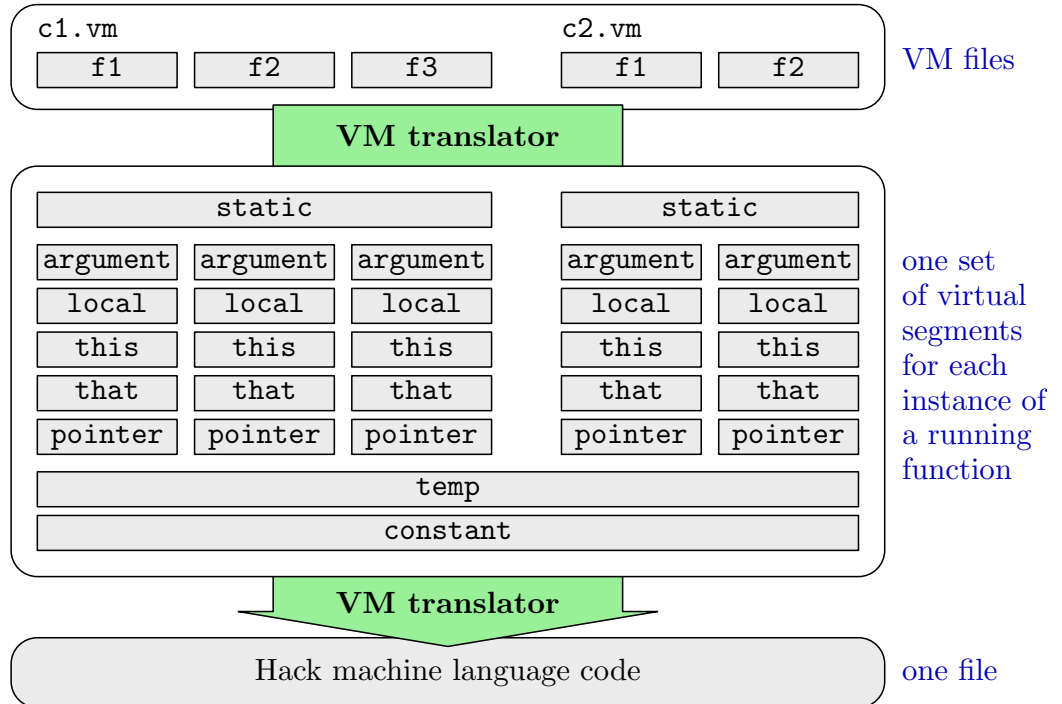 c1.vm c2.vm
f1 f2 f3 f1 f2
VM files
VM translator
static static
argument argument argument argument argument
local local local local local
this this this this this
that that that that that
pointer pointer pointer pointer pointer
temp
constant
one set
of virtual
segments
for each
instance of
a running
function
VM translator
Hack machine language code
one file